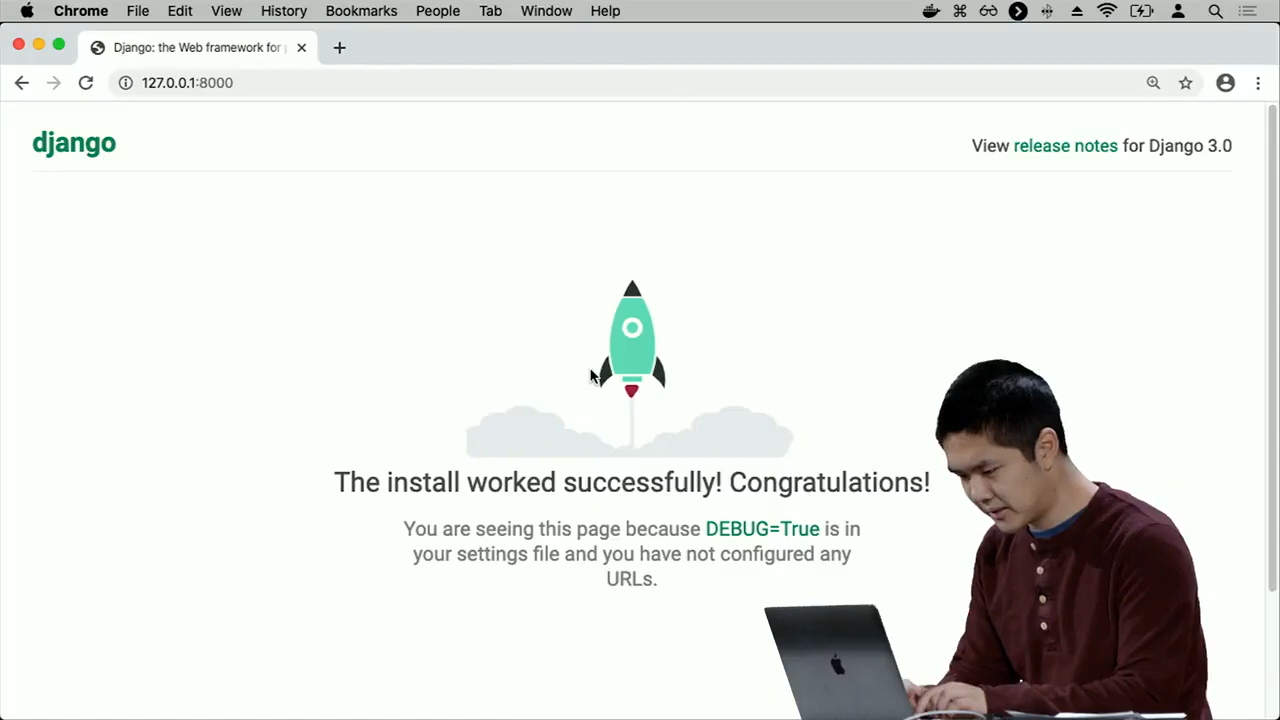 Chrome File Edit View History Bookmarks People Tab Window Help
Django: the Web framework for
127.0.0.1:8000
django
View release notes for Django 3.0
The install worked successfully! Congratulations!
You are seeing this page because DEBUG=True is in
your settings file and you have not configured any
URLs.